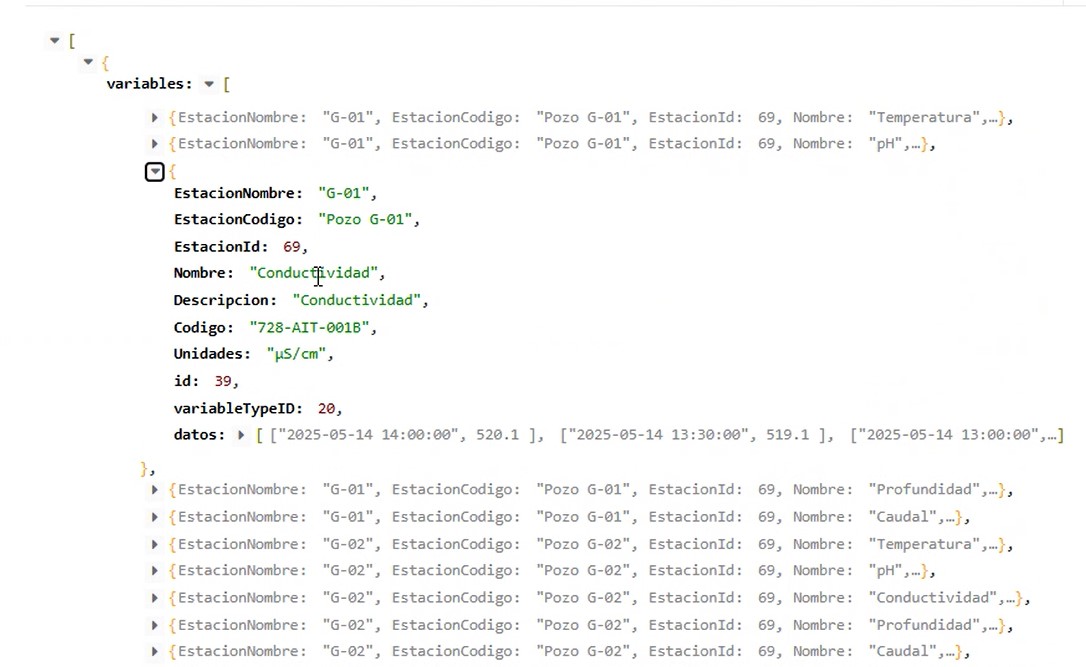 [
{
variables: [
{EstacionNombre: "G-01", EstacionCodigo: "Pozo G-01", EstacionId: 69, Nombre: "Temperatura",…},
{EstacionNombre: "G-01", EstacionCodigo: "Pozo G-01", EstacionId: 69, Nombre: "pH",…},
{
EstacionNombre: "G-01",
EstacionCodigo: "Pozo G-01",
EstacionId: 69,
Nombre: "Conductividad",
Descripcion: "Conductividad",
Codigo: "728-AIT-001B",
Unidades: "µS/cm",
id: 39,
variableTypeID: 20,
datos: [ ["2025-05-14 14:00:00", 520.1 ], ["2025-05-14 13:30:00", 519.1 ], ["2025-05-14 13:00:00",…]
},
{EstacionNombre: "G-01", EstacionCodigo: "Pozo G-01", EstacionId: 69, Nombre: "Profundidad",…},
{EstacionNombre: "G-01", EstacionCodigo: "Pozo G-01", EstacionId: 69, Nombre: "Caudal",…},
{EstacionNombre: "G-02", EstacionCodigo: "Pozo G-02", EstacionId: 69, Nombre: "Temperatura",…},
{EstacionNombre: "G-02", EstacionCodigo: "Pozo G-02", EstacionId: 69, Nombre: "pH",…},
{EstacionNombre: "G-02", EstacionCodigo: "Pozo G-02", EstacionId: 69, Nombre: "Conductividad",…},
{EstacionNombre: "G-02", EstacionCodigo: "Pozo G-02", EstacionId: 69, Nombre: "Profundidad",…},
{EstacionNombre: "G-02", EstacionCodigo: "Pozo G-02", EstacionId: 69, Nombre: "Caudal",…},